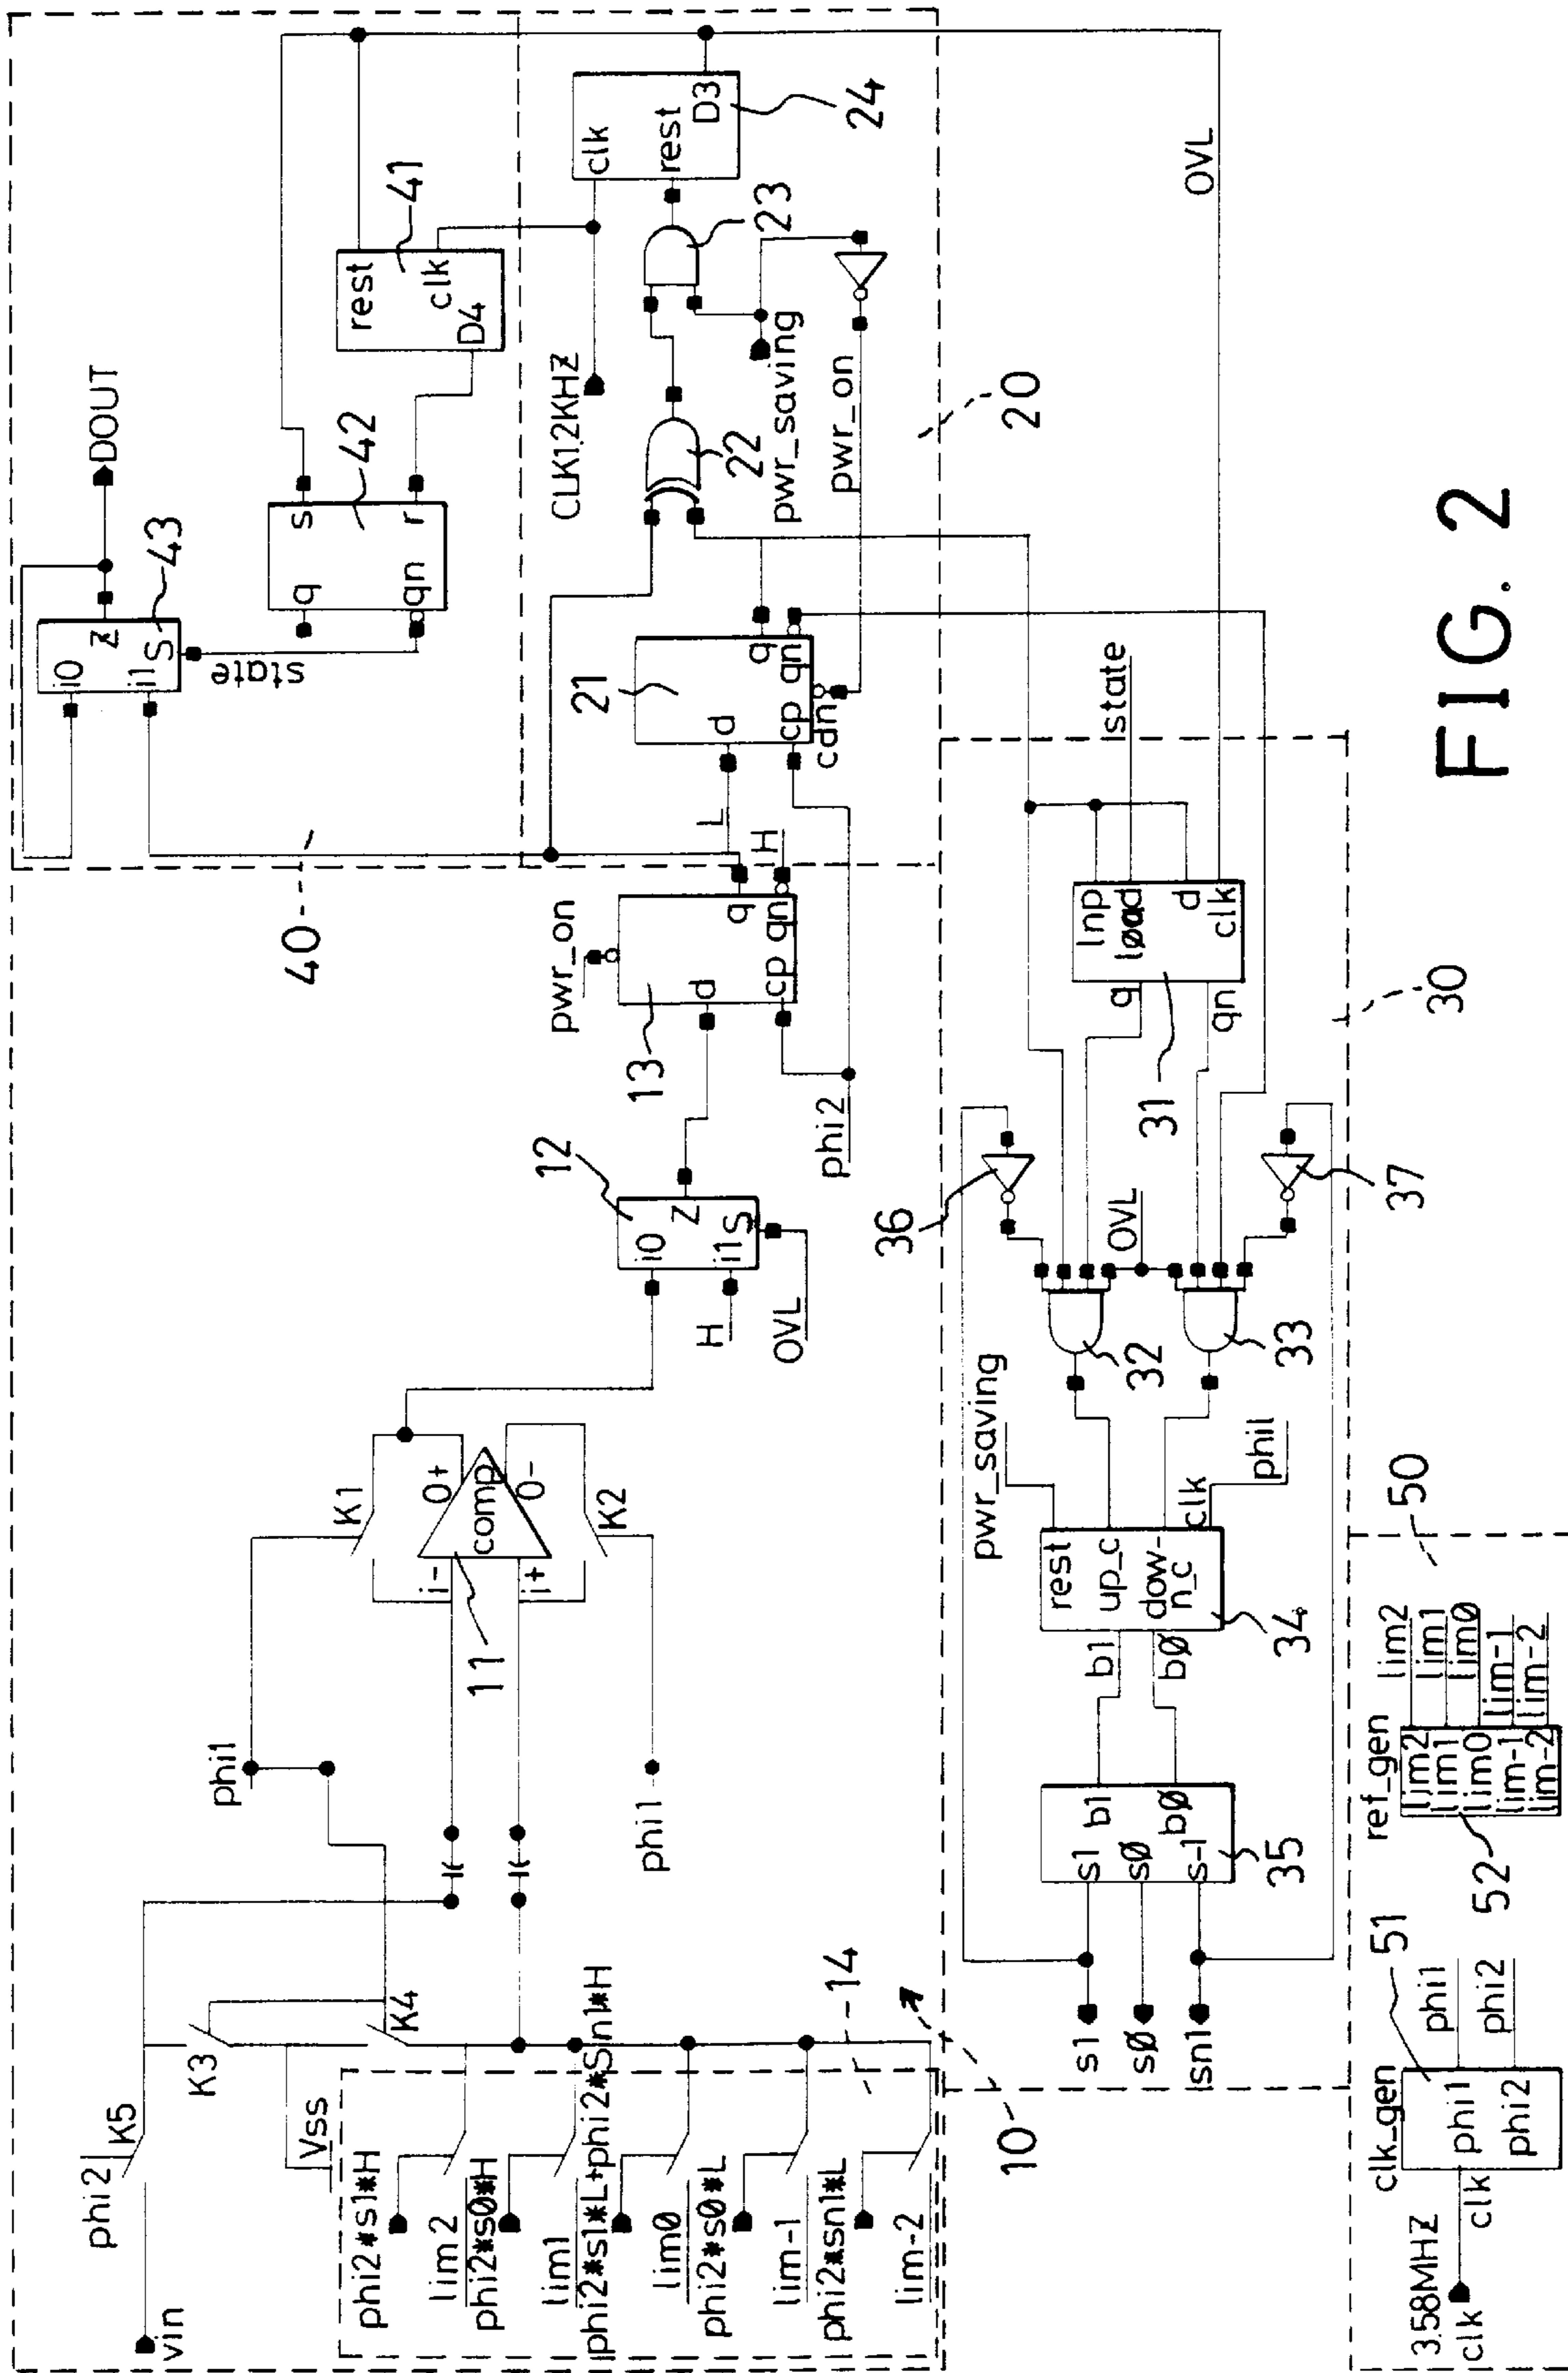 vin
phi2
K5
K3
Vss
K4
phi2*s1*H
lim2
phi2*s0*H
lim1
phi2*s1*L+phi2*Sn1*H
lim0
phi2*s0*L
lim-1
phi2*sn1*L
lim-2
14
10
phi1
phi1
K1
i-
O+
comp
i+
O-
K2
11
12
i0
Z
i1
S
H
OVL
phi2
pwr_on
13
d
q
cp
qn
H
L
40
i0
Z
i1
S
43
DOUT
state
42
s
q
r
qn
41
rest
clk
D4
21
d
q
cp
qn
cdn
CLK1.2KHZ
22
pwr_saving
pwr_on
23
24
clk
rest
D3
20
OVL
s1
s0
sn1
s1
s0
s-1
b1
b0
35
b1
b0
34
rest
up_c
dow-
n_c
clk
pwr_saving
phi1
32
33
OVL
36
37
31
q
qn
Inp
load
d
clk
lstate
30
3.58MHZ
clk
clk
clk_gen
phi1
phi2
51
phi1
phi2
ref_gen
lim2
lim1
lim0
lim-1
lim-2
52
lim2
lim1
lim0
lim-1
lim-2
50
FIG. 2